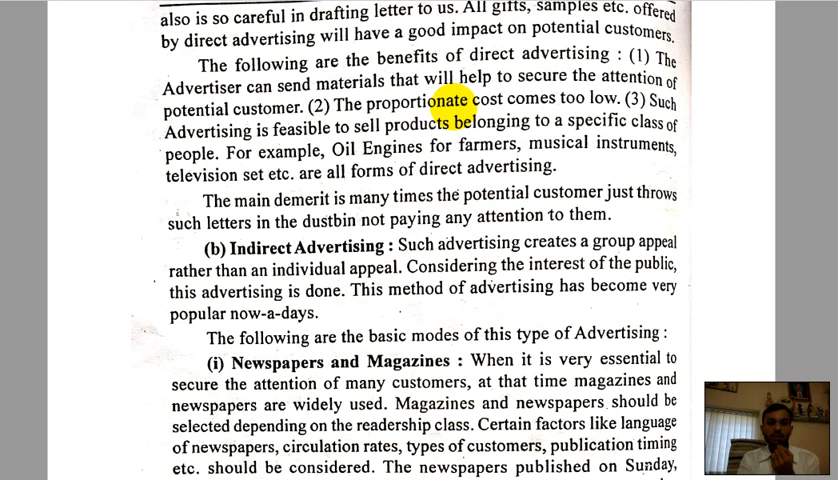 also is so careful in drafting letter to us. All gifts, samples etc. offered
by direct advertising will have a good impact on potential customers.
The following are the benefits of direct advertising : (1) The
Advertiser can send materials that will help to secure the attention of
potential customer. (2) The proportionate cost comes too low. (3) Such
Advertising is feasible to sell products belonging to a specific class of
people. For example, Oil Engines for farmers, musical instruments,
television set etc. are all forms of direct advertising.
The main demerit is many times the potential customer just throws
such letters in the dustbin not paying any attention to them.
(b) Indirect Advertising : Such advertising creates a group appeal
rather than an individual appeal. Considering the interest of the public,
this advertising is done. This method of advertising has become very
popular now-a-days.
The following are the basic modes of this type of Advertising :
(i) Newspapers and Magazines : When it is very essential to
secure the attention of many customers, at that time magazines and
newspapers are widely used. Magazines and newspapers should be
selected depending on the readership class. Certain factors like language
of newspapers, circulation rates, types of customers, publication timing
etc. should be considered. The newspapers published on Sunday,